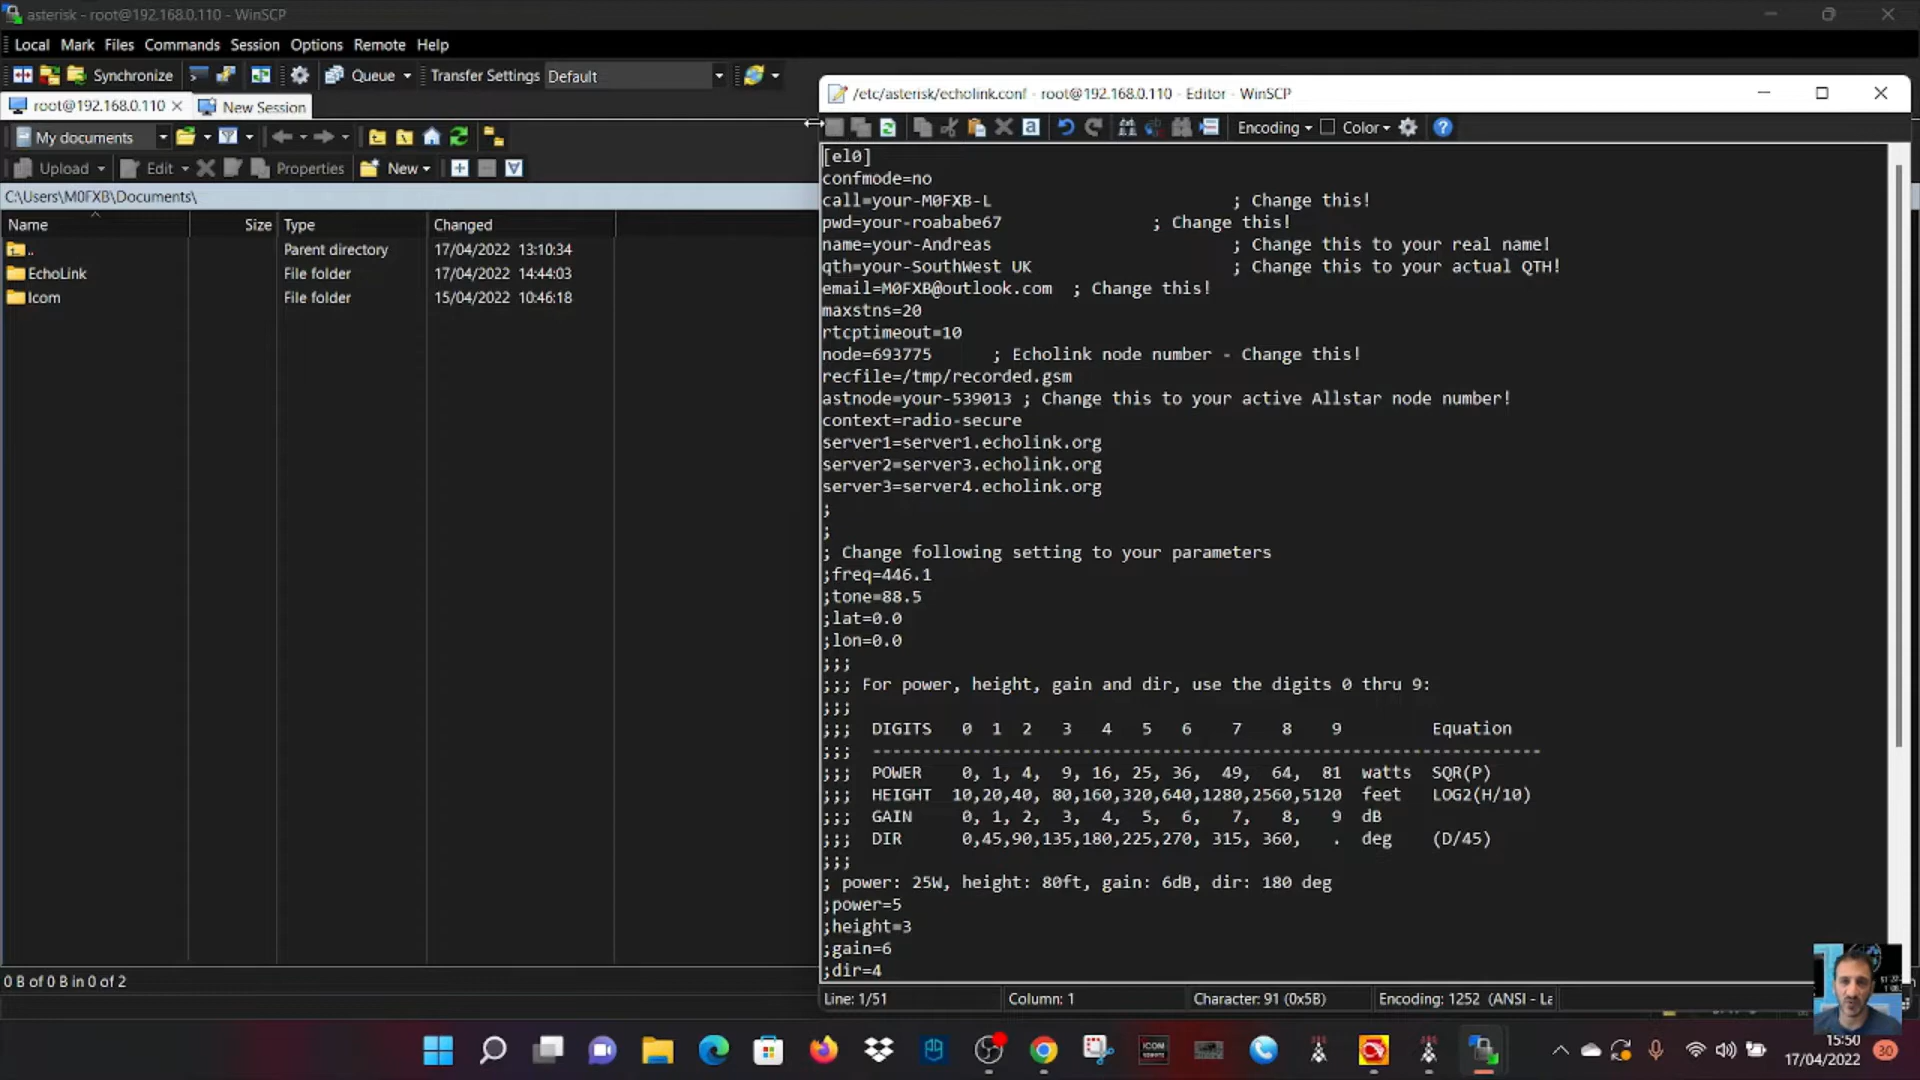 asterisk - root@192.168.0.110 - WinSCP
Local Mark Files Commands Session Options Remote Help
Synchronize Queue Transfer Settings Default
root@192.168.0.110 New Session
My documents
Upload Edit Properties New
C:\Users\M0FXB\Documents\
Name Size Type Changed
.. Parent directory 17/04/2022 13:10:34
EchoLink File folder 17/04/2022 14:44:03
Icom File folder 15/04/2022 10:46:18
0 B of 0 B in 0 of 2
/etc/asterisk/echolink.conf - root@192.168.0.110 - Editor - WinSCP
Encoding Color
[el0]
confmode=no
call=your-M0FXB-L ; Change this!
pwd=your-roababe67 ; Change this!
name=your-Andreas ; Change this to your real name!
qth=your-SouthWest UK ; Change this to your actual QTH!
email=M0FXB@outlook.com ; Change this!
maxstns=20
rtcptimeout=10
node=693775 ; Echolink node number - Change this!
recfile=/tmp/recorded.gsm
astnode=your-539013 ; Change this to your active Allstar node number!
context=radio-secure
server1=server1.echolink.org
server2=server3.echolink.org
server3=server4.echolink.org
;
;
; Change following setting to your parameters
;freq=446.1
;tone=88.5
;lat=0.0
;lon=0.0
;;;
;;; For power, height, gain and dir, use the digits 0 thru 9:
;;;
;;; DIGITS 0 1 2 3 4 5 6 7 8 9 Equation
;;; -------------------------------------------------------------------
;;; POWER 0, 1, 4, 9, 16, 25, 36, 49, 64, 81 watts SQR(P)
;;; HEIGHT 10,20,40, 80,160,320,640,1280,2560,5120 feet LOG2(H/10)
;;; GAIN 0, 1, 2, 3, 4, 5, 6, 7, 8, 9 dB
;;; DIR 0,45,90,135,180,225,270, 315, 360, . deg (D/45)
;;;
; power: 25W, height: 80ft, gain: 6dB, dir: 180 deg
;power=5
;height=3
;gain=6
;dir=4
Line: 1/51 Column: 1 Character: 91 (0x5B) Encoding: 1252 (ANSI - La
ICOM
15:50
17/04/2022 30